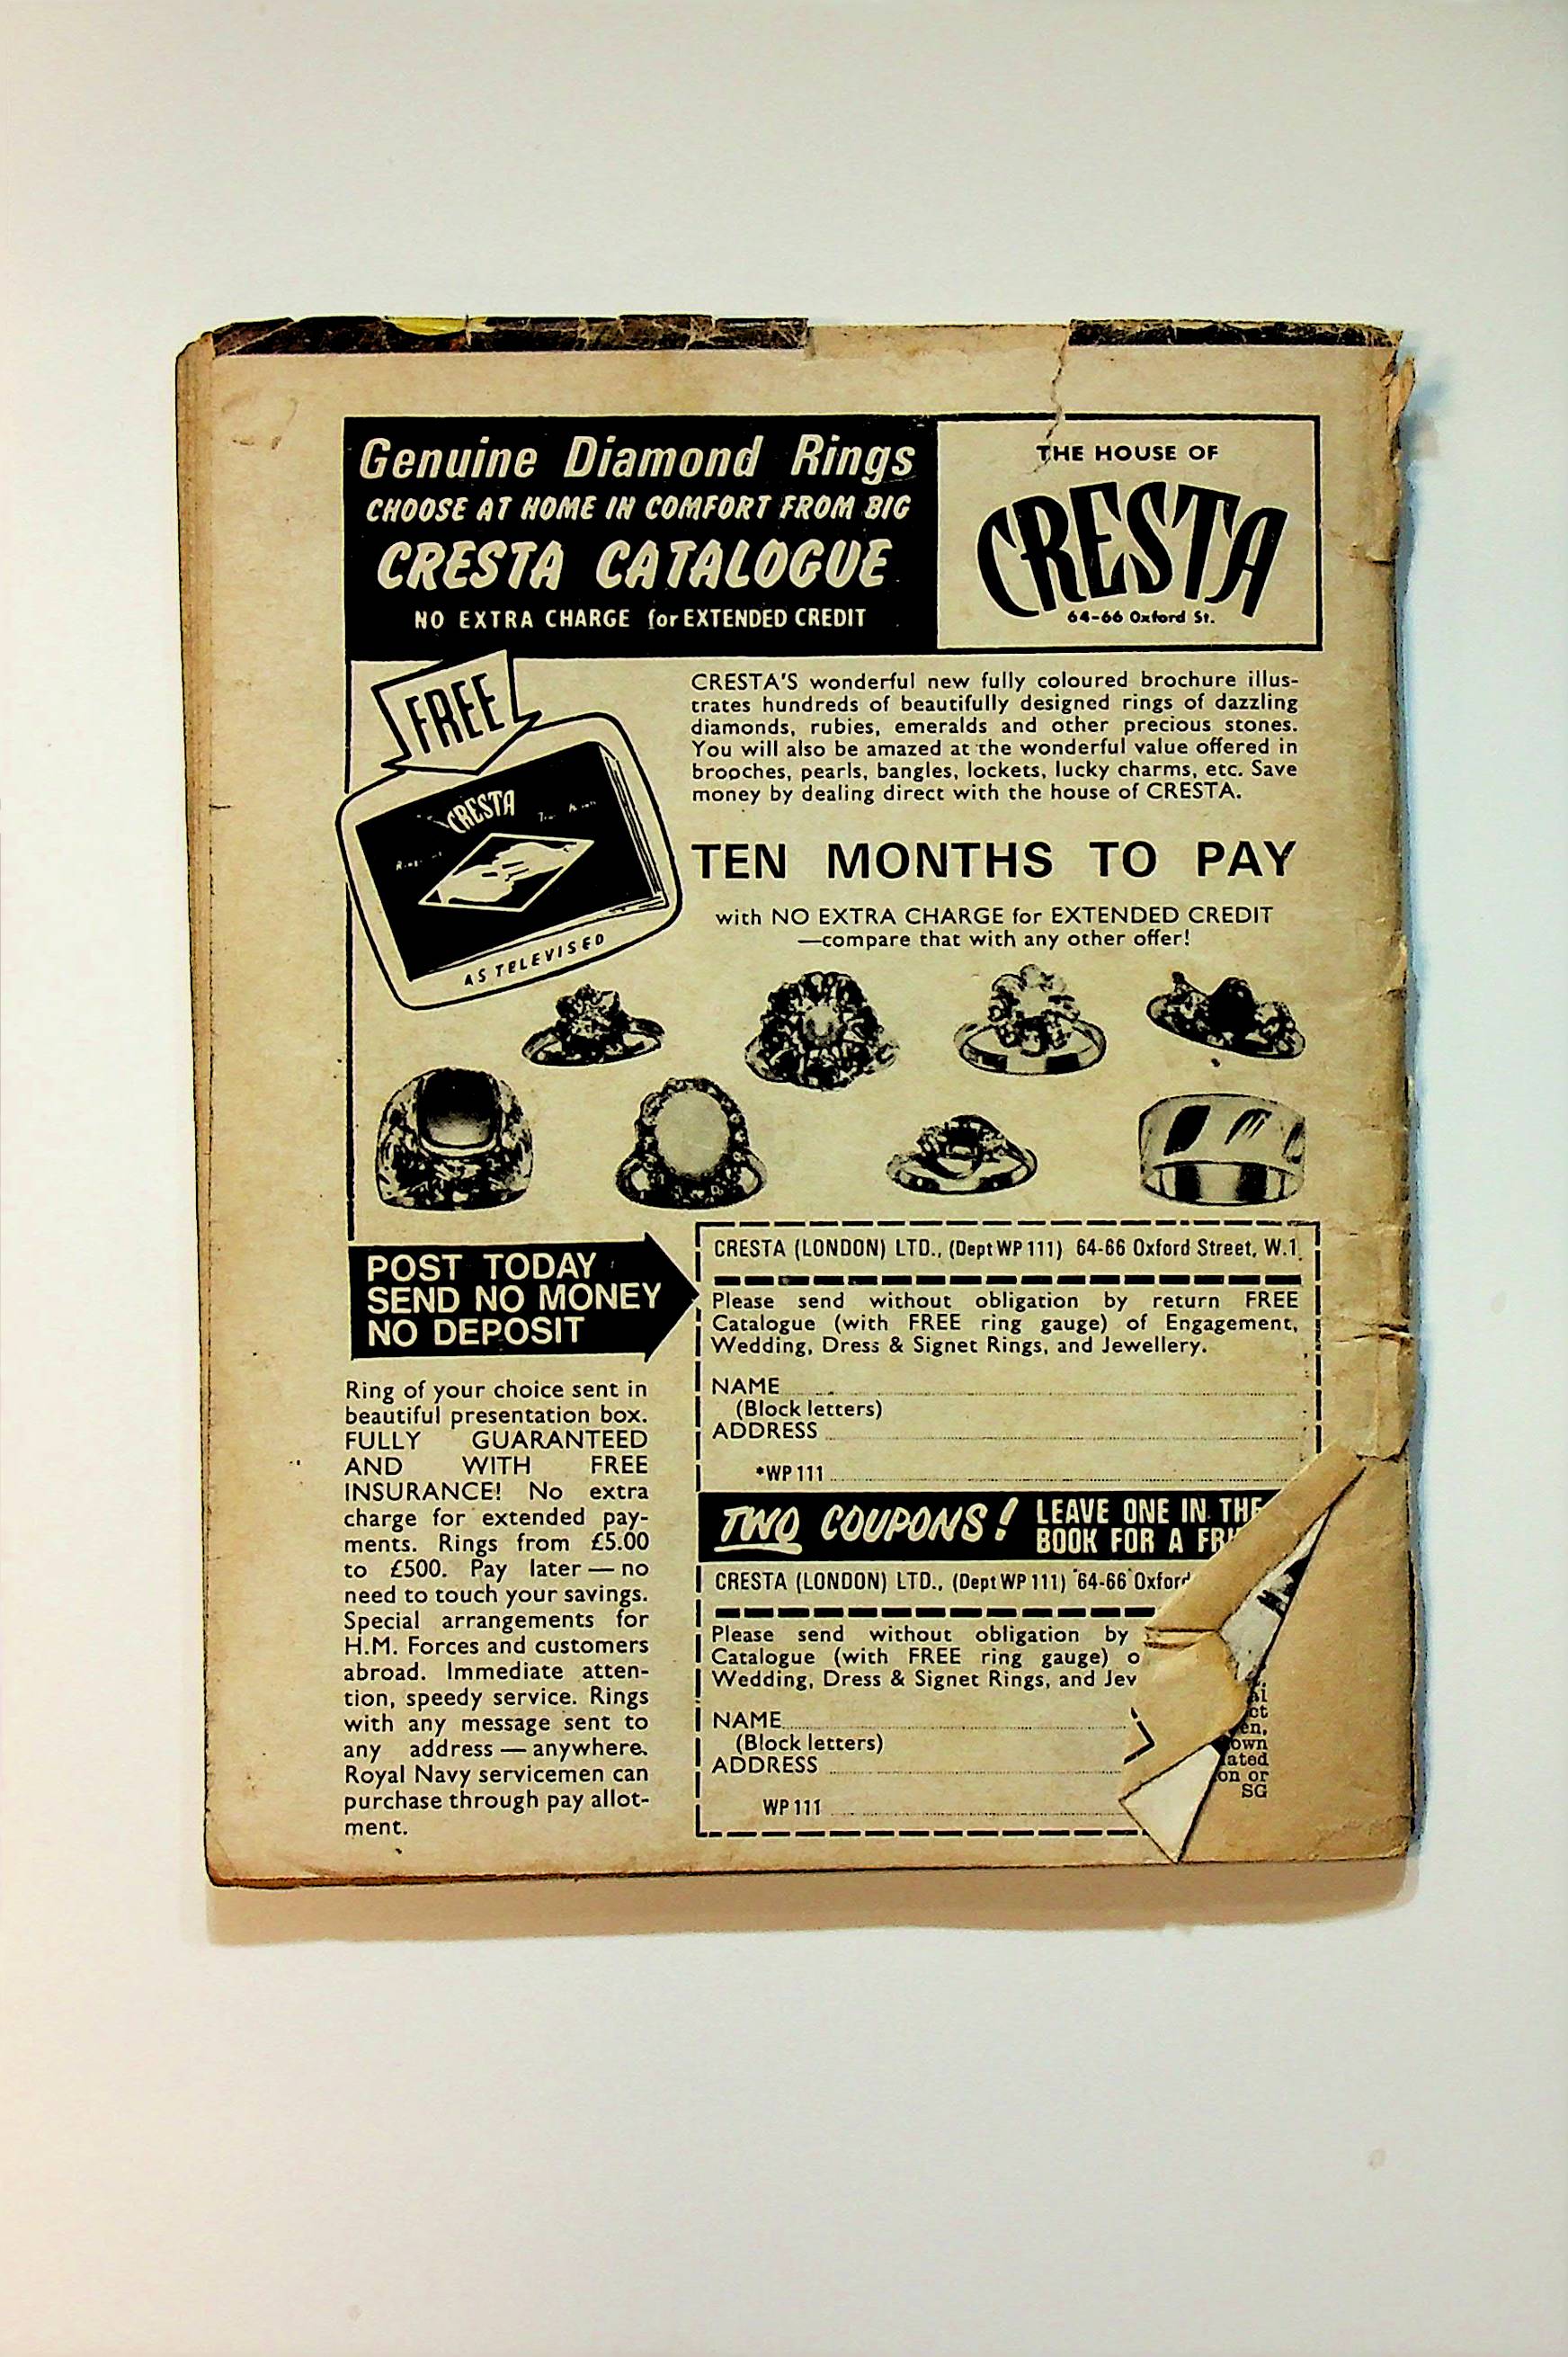 Genuine Diamond Rings
CHOOSE AT HOME IN COMFORT FROM BIG
CRESTA CATALOGUE
NO EXTRA CHARGE for EXTENDED CREDIT
THE HOUSE OF
CRESTA
64-66 Oxford St.
FREE
CRESTA
AS TELEVISED
CRESTA'S wonderful new fully coloured brochure illus-
trates hundreds of beautifully designed rings of dazzling
diamonds, rubies, emeralds and other precious stones.
You will also be amazed at the wonderful value offered in
brooches, pearls, bangles, lockets, lucky charms, etc. Save
money by dealing direct with the house of CRESTA.
TEN MONTHS TO PAY
with NO EXTRA CHARGE for EXTENDED CREDIT
—compare that with any other offer!
POST TODAY
SEND NO MONEY
NO DEPOSIT
Ring of your choice sent in
beautiful presentation box.
FULLY GUARANTEED
AND WITH FREE
INSURANCE! No extra
charge for extended pay-
ments. Rings from £5.00
to £500. Pay later — no
need to touch your savings.
Special arrangements for
H.M. Forces and customers
abroad. Immediate atten-
tion, speedy service. Rings
with any message sent to
any address — anywhere.
Royal Navy servicemen can
purchase through pay allot-
ment.
CRESTA (LONDON) LTD., (Dept WP 111) 64-66 Oxford Street, W.1.
Please send without obligation by return FREE
Catalogue (with FREE ring gauge) of Engagement,
Wedding, Dress & Signet Rings, and Jewellery.
NAME
(Block letters)
ADDRESS
*WP 111
TWO COUPONS! LEAVE ONE IN THE
BOOK FOR A
CRESTA (LONDON) LTD., (Dept WP 111) 64-66 Oxford
Please send without obligation by
Catalogue (with FREE ring gauge)
Wedding, Dress & Signet Rings, and
NAME
(Block letters)
ADDRESS
WP 111
own
on or
SG